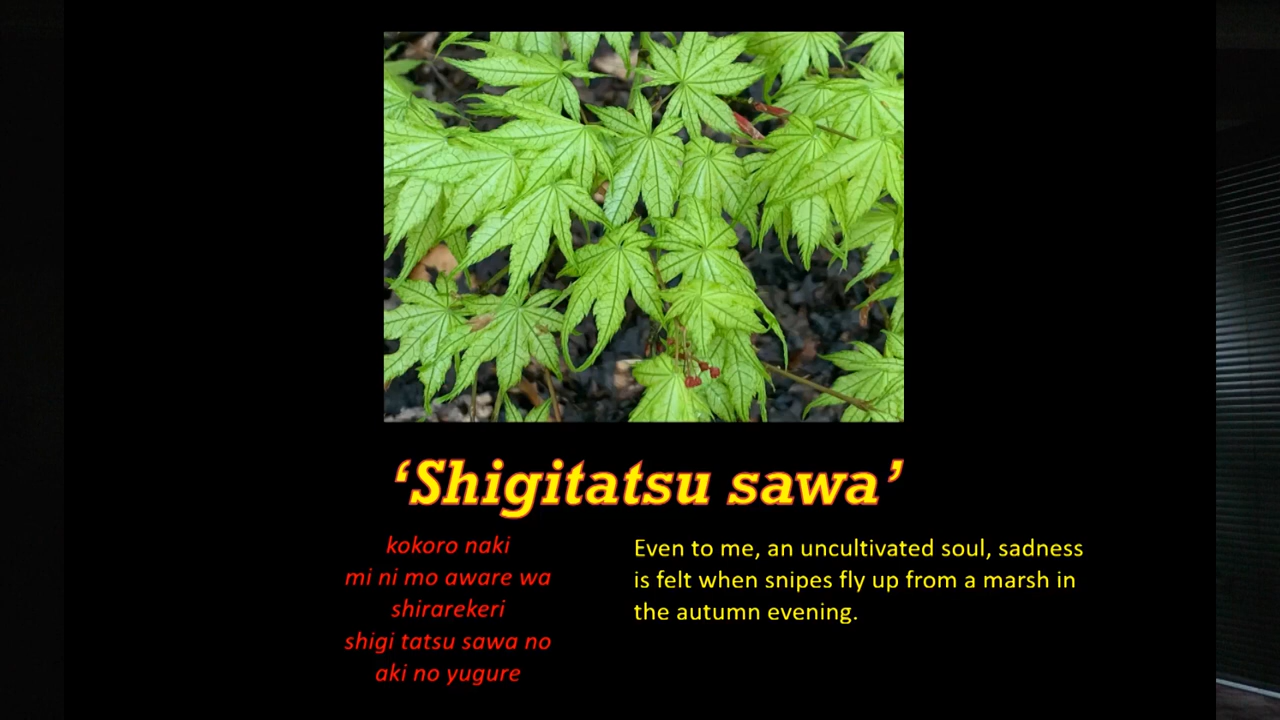 ‘Shigitatsu sawa’
kokoro naki
mi ni mo aware wa
shirarekeri
shigi tatsu sawa no
aki no yugure
Even to me, an uncultivated soul, sadness
is felt when snipes fly up from a marsh in
the autumn evening.